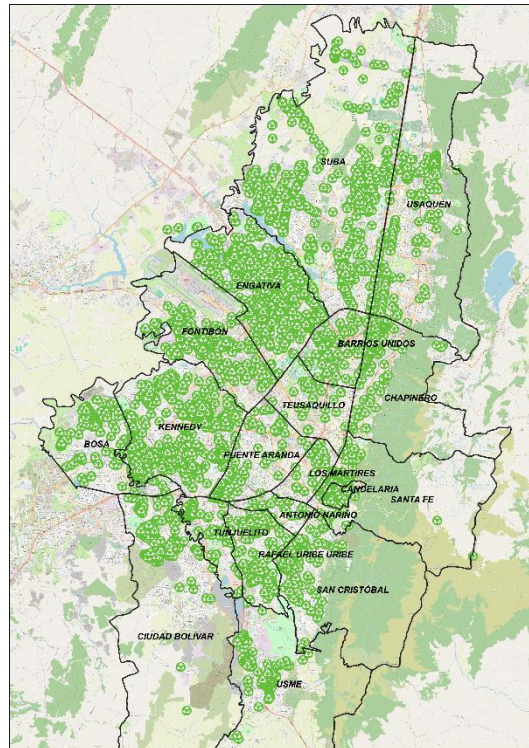 SUBA
USAQUEN
ENGATIVA
FONTIBON
BARRIOS UNIDOS
TEUSAQUILLO
CHAPINERO
KENNEDY
BOSA
PUENTE ARANDA
LOS MARTIRES
CANDELARIA
SANTA FE
ANTONIO NARIÑO
TUNJUELITO
RAFAEL URIBE URIBE
SAN CRISTÓBAL
CIUDAD BOLIVAR
USME